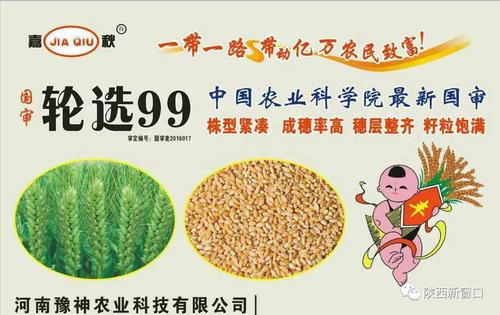 嘉 JIA QIU 秋 ®
一带一路 带动亿万农民致富!
国审 轮选99
审定编号:国审麦2016017
中国农业科学院最新国审
株型紧凑 成穗率高 穗层整齐 籽粒饱满
丰
河南豫神农业科技有限公司
陕西新窗口